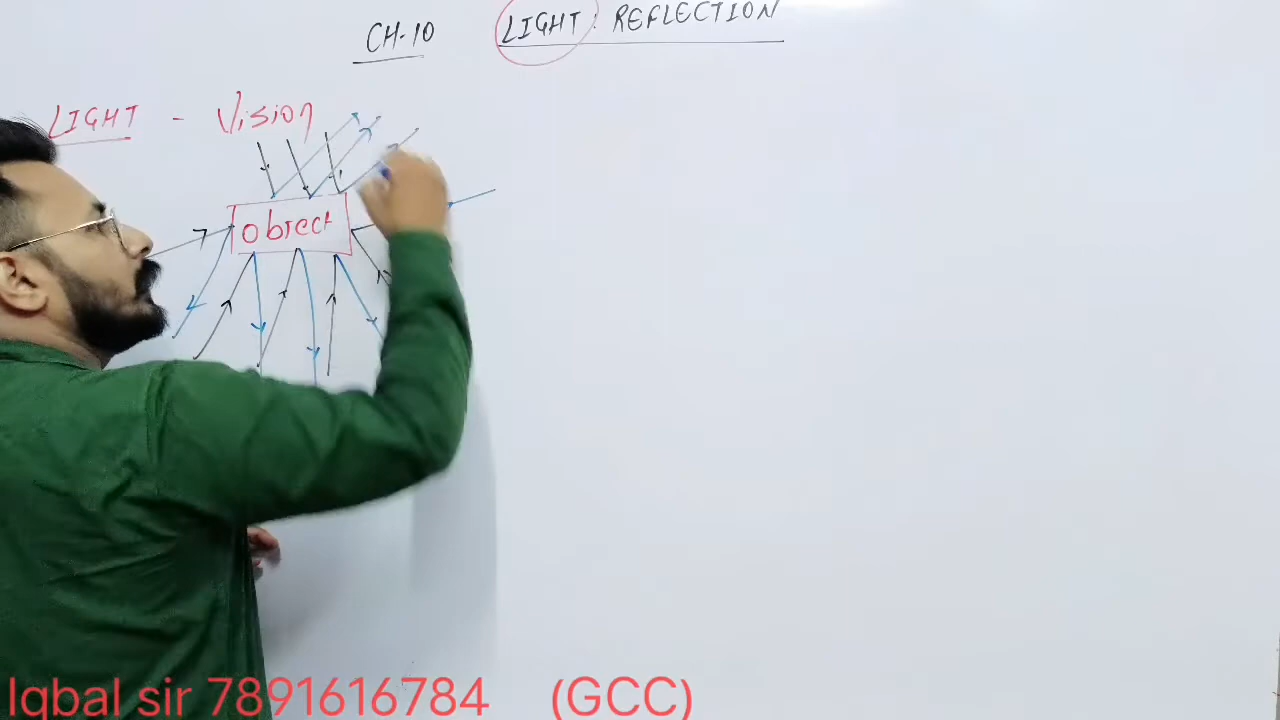 CH-10 LIGHT : REFLECTION
LIGHT - Vision
Object
Iqbal sir 7891616784 (GCC)